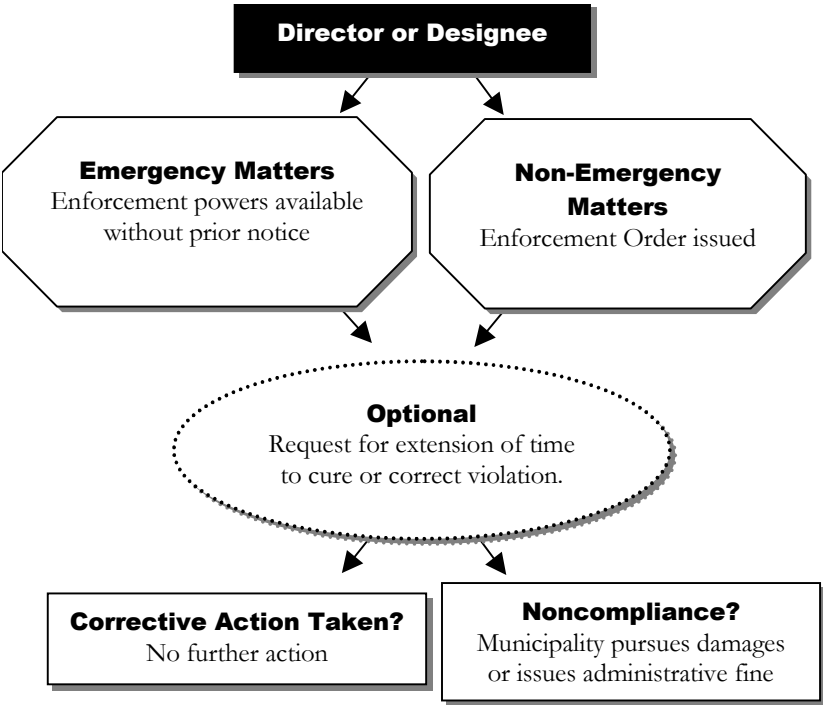 Director or Designee
Emergency Matters
Enforcement powers available
without prior notice
Non-Emergency
Matters
Enforcement Order issued
Optional
Request for extension of time
to cure or correct violation.
Corrective Action Taken?
No further action
Noncompliance?
Municipality pursues damages
or issues administrative fine